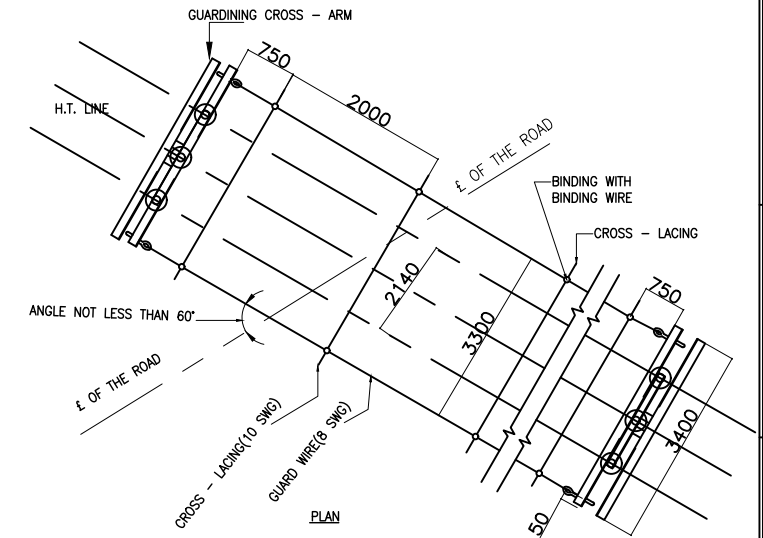 GUARDINING CROSS - ARM
750
2000
H.T. LINE
₤ OF THE ROAD
BINDING WITH
BINDING WIRE
CROSS - LACING
2140
750
3300
ANGLE NOT LESS THAN 60°
₤ OF THE ROAD
3400
CROSS - LACING(10 SWG)
GUARD WIRE(8 SWG)
PLAN
50